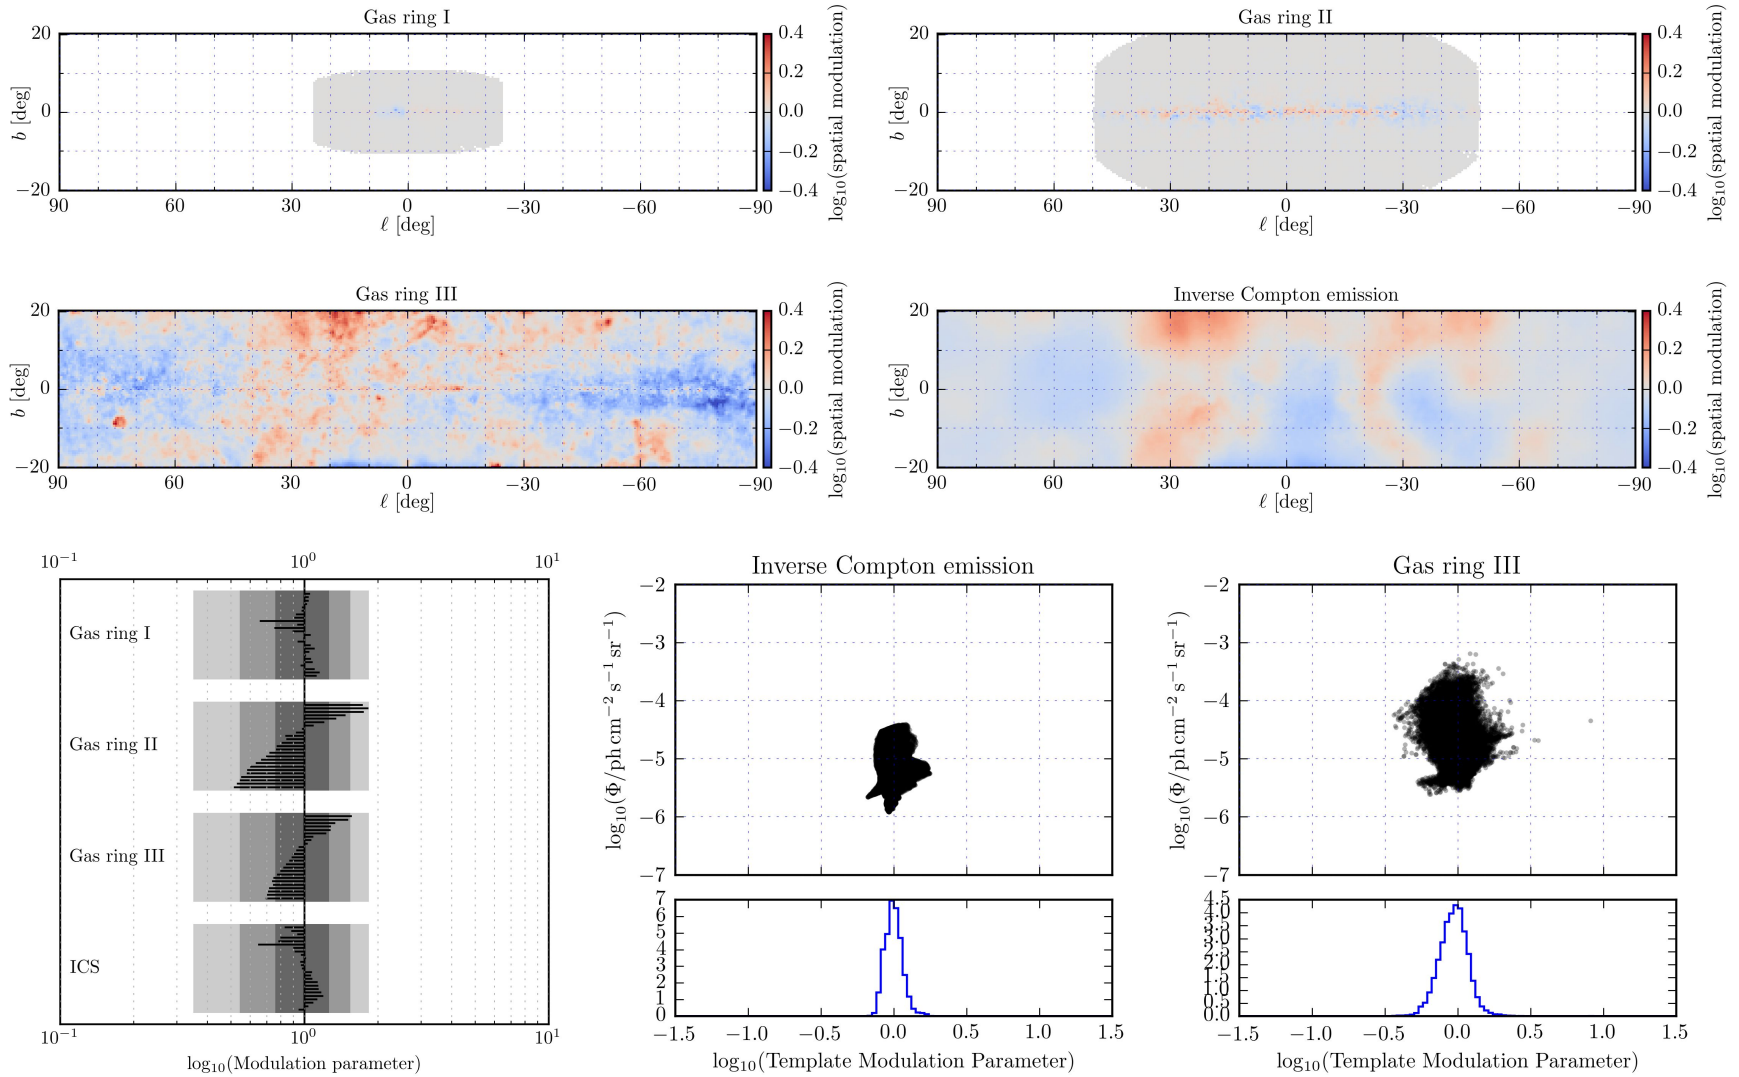 Gas ring I
20
0
−20
b [deg]
90 60 30 0 −30 −60 −90
ℓ [deg]
0.4
0.2
0.0
−0.2
−0.4
log10(spatial modulation)
Gas ring II
20
0
−20
b [deg]
90 60 30 0 −30 −60 −90
ℓ [deg]
0.4
0.2
0.0
−0.2
−0.4
log10(spatial modulation)
Gas ring III
20
0
−20
b [deg]
90 60 30 0 −30 −60 −90
ℓ [deg]
0.4
0.2
0.0
−0.2
−0.4
log10(spatial modulation)
Inverse Compton emission
20
0
−20
b [deg]
90 60 30 0 −30 −60 −90
ℓ [deg]
0.4
0.2
0.0
−0.2
−0.4
log10(spatial modulation)
10⁻¹ 10⁰ 10¹
Gas ring I
Gas ring II
Gas ring III
ICS
10⁻¹ 10⁰ 10¹
log10(Modulation parameter)
Inverse Compton emission
−2
−3
−4
−5
−6
−7
log10(Φ/ph cm⁻² s⁻¹ sr⁻¹)
7
6
5
4
3
2
1
0
−1.5 −1.0 −0.5 0.0 0.5 1.0 1.5
log10(Template Modulation Parameter)
Gas ring III
−2
−3
−4
−5
−6
−7
log10(Φ/ph cm⁻² s⁻¹ sr⁻¹)
4.5
4.0
3.5
3.0
2.5
2.0
1.5
1.0
0.5
0.0
−1.5 −1.0 −0.5 0.0 0.5 1.0 1.5
log10(Template Modulation Parameter)